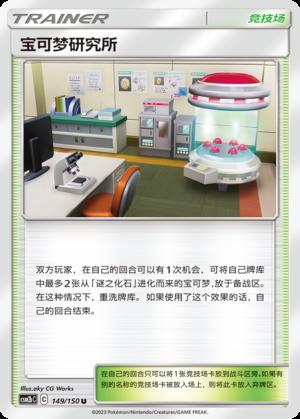 TRAINER 竞技场
宝可梦研究所
双方玩家，在自己的回合可以有1次机会，可将自己牌库
中最多2张从「谜之化石」进化而来的宝可梦，放于备战区。
在这种情况下，重洗牌库。如果使用了这个效果的话，自
己的回合结束。
Illus.aky CG Works
CSM2b C C 149/150 U
在自己的回合只可以将1张竞技场卡放到战斗区旁。如果有
别的名称的竞技场卡被放入场上，则将此卡放入弃牌区。
©2023 Pokémon/Nintendo/Creatures/GAME FREAK.